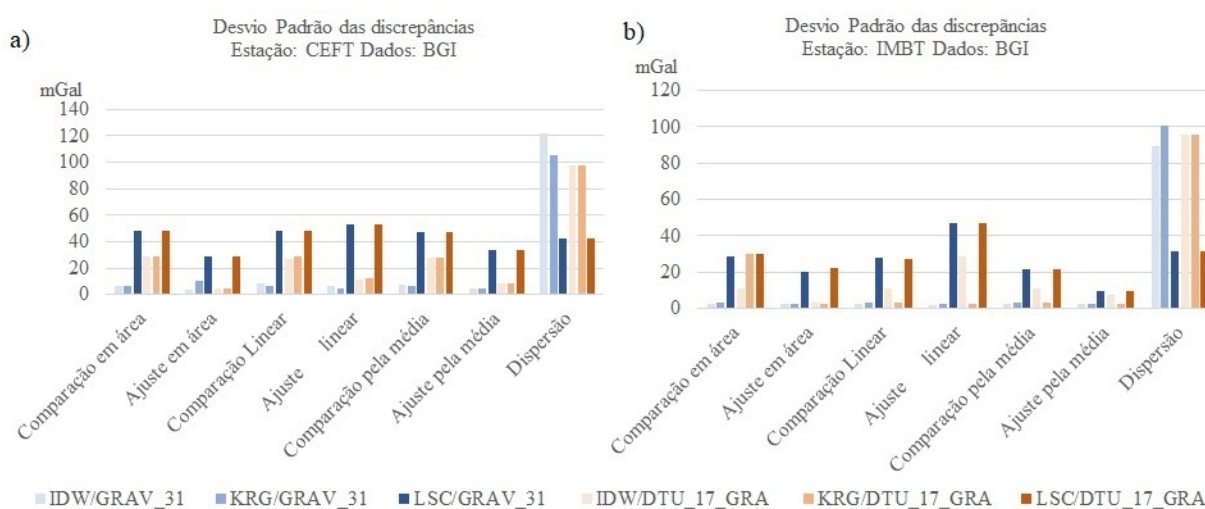 a)
Desvio Padrão das discrepâncias
Estação: CEFT Dados: BGI
mGal
140
120
100
80
60
40
20
0
Comparação em área
Ajuste em área
Comparação Linear
Ajuste linear
Comparação pela média
Ajuste pela média
Dispersão
b)
Desvio Padrão das discrepâncias
Estação: IMBT Dados: BGI
mGal
120
100
80
60
40
20
0
Comparação em área
Ajuste em área
Comparação Linear
Ajuste linear
Comparação pela média
Ajuste pela média
Dispersão
IDW/GRAV_31 KRG/GRAV_31 LSC/GRAV_31 IDW/DTU_17_GRA KRG/DTU_17_GRA LSC/DTU_17_GRA